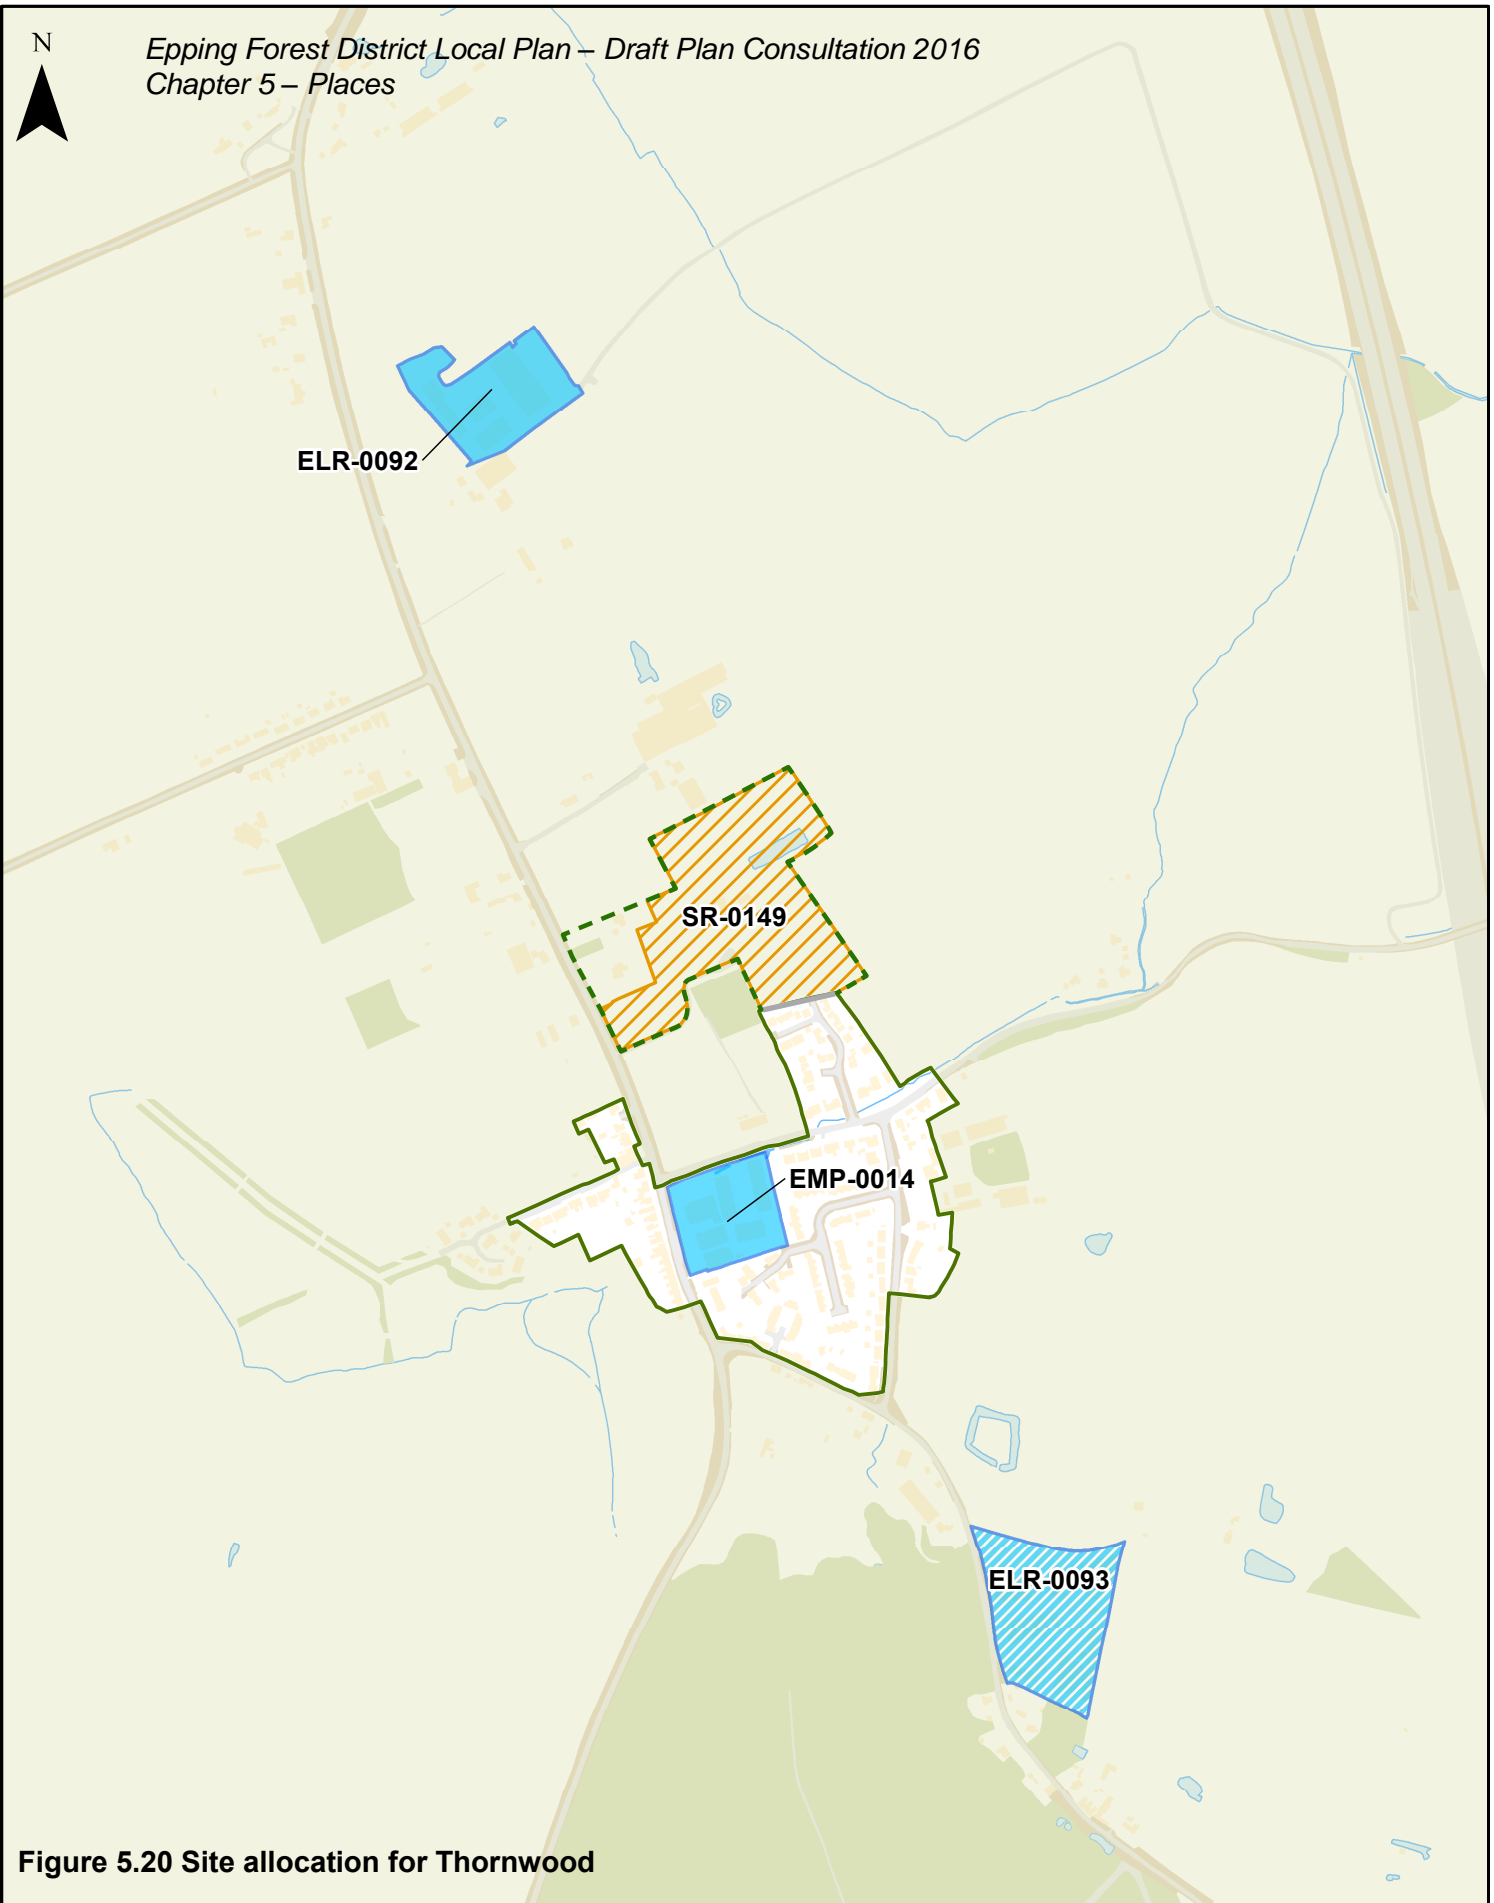 N
Epping Forest District Local Plan – Draft Plan Consultation 2016
Chapter 5 – Places
ELR-0092
SR-0149
EMP-0014
ELR-0093
Figure 5.20 Site allocation for Thornwood